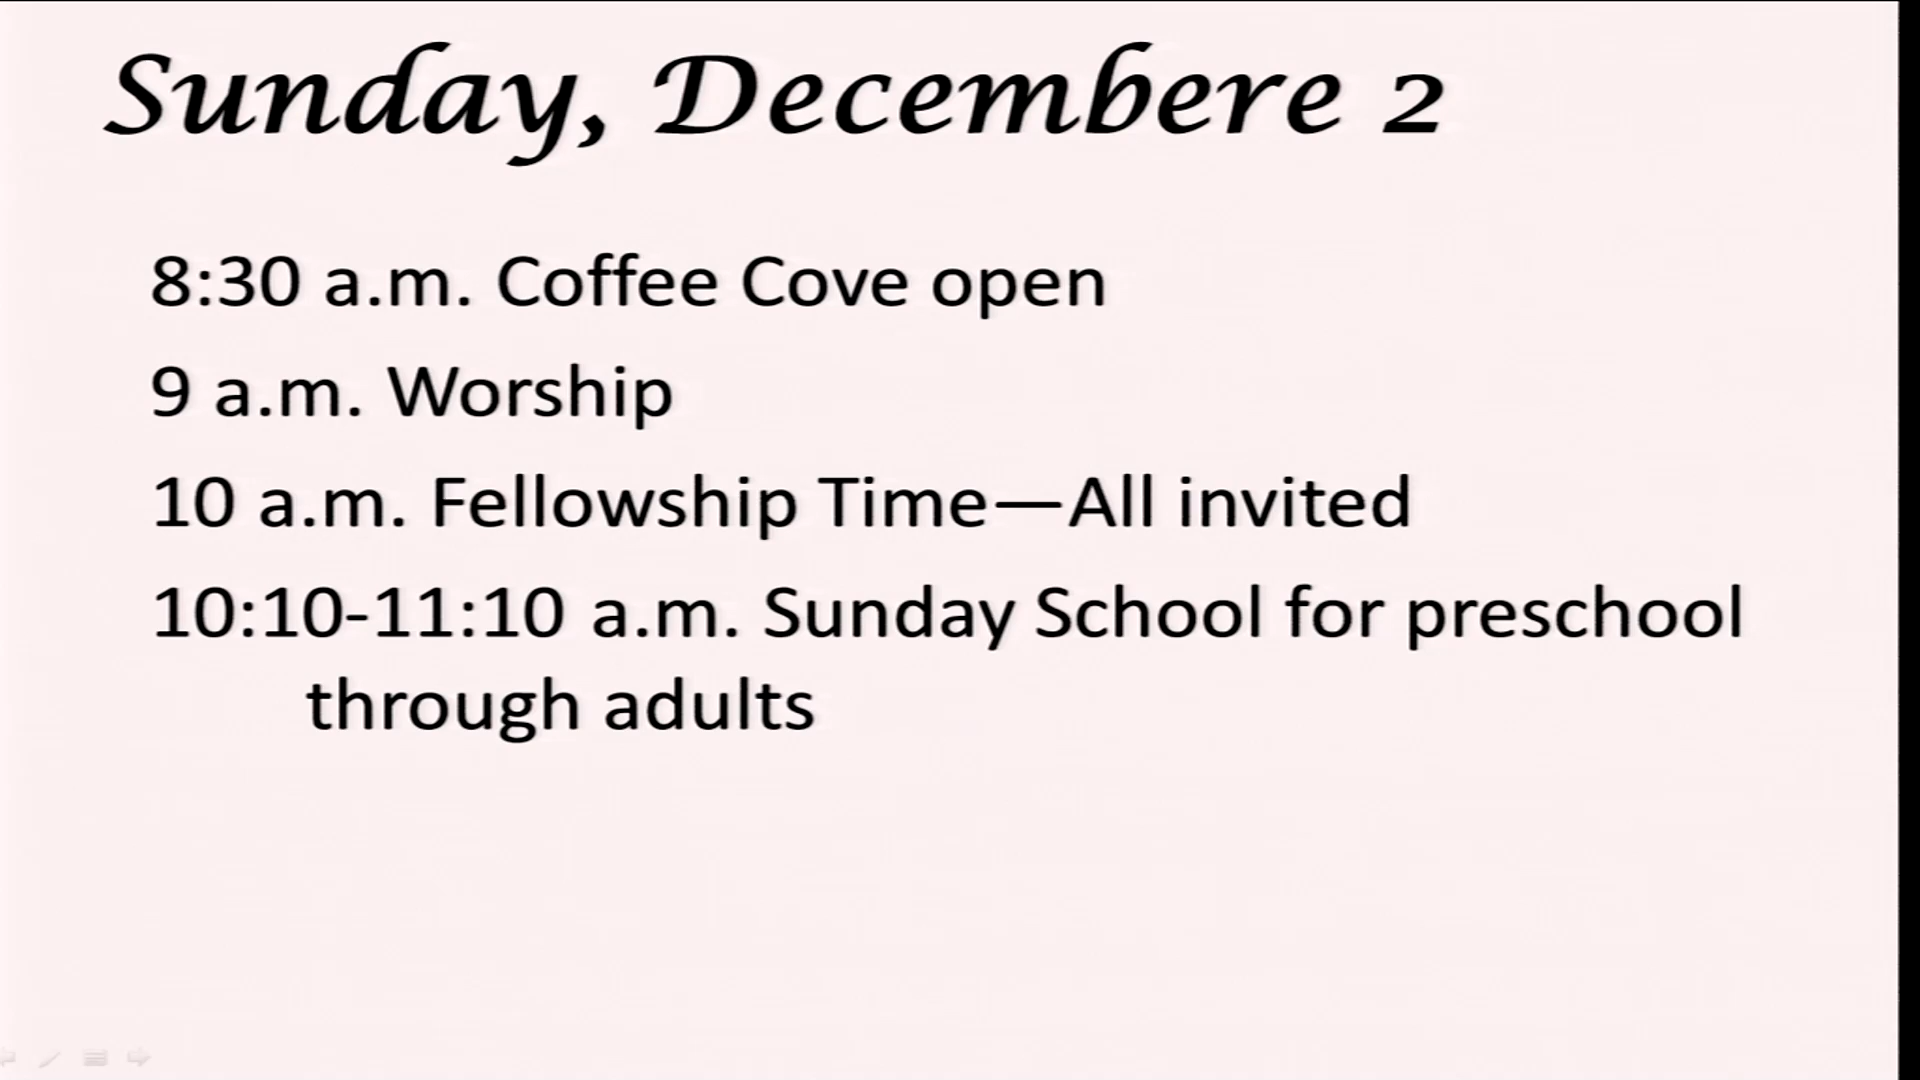 Sunday, Decembere 2
8:30 a.m. Coffee Cove open
9 a.m. Worship
10 a.m. Fellowship Time—All invited
10:10-11:10 a.m. Sunday School for preschool
through adults